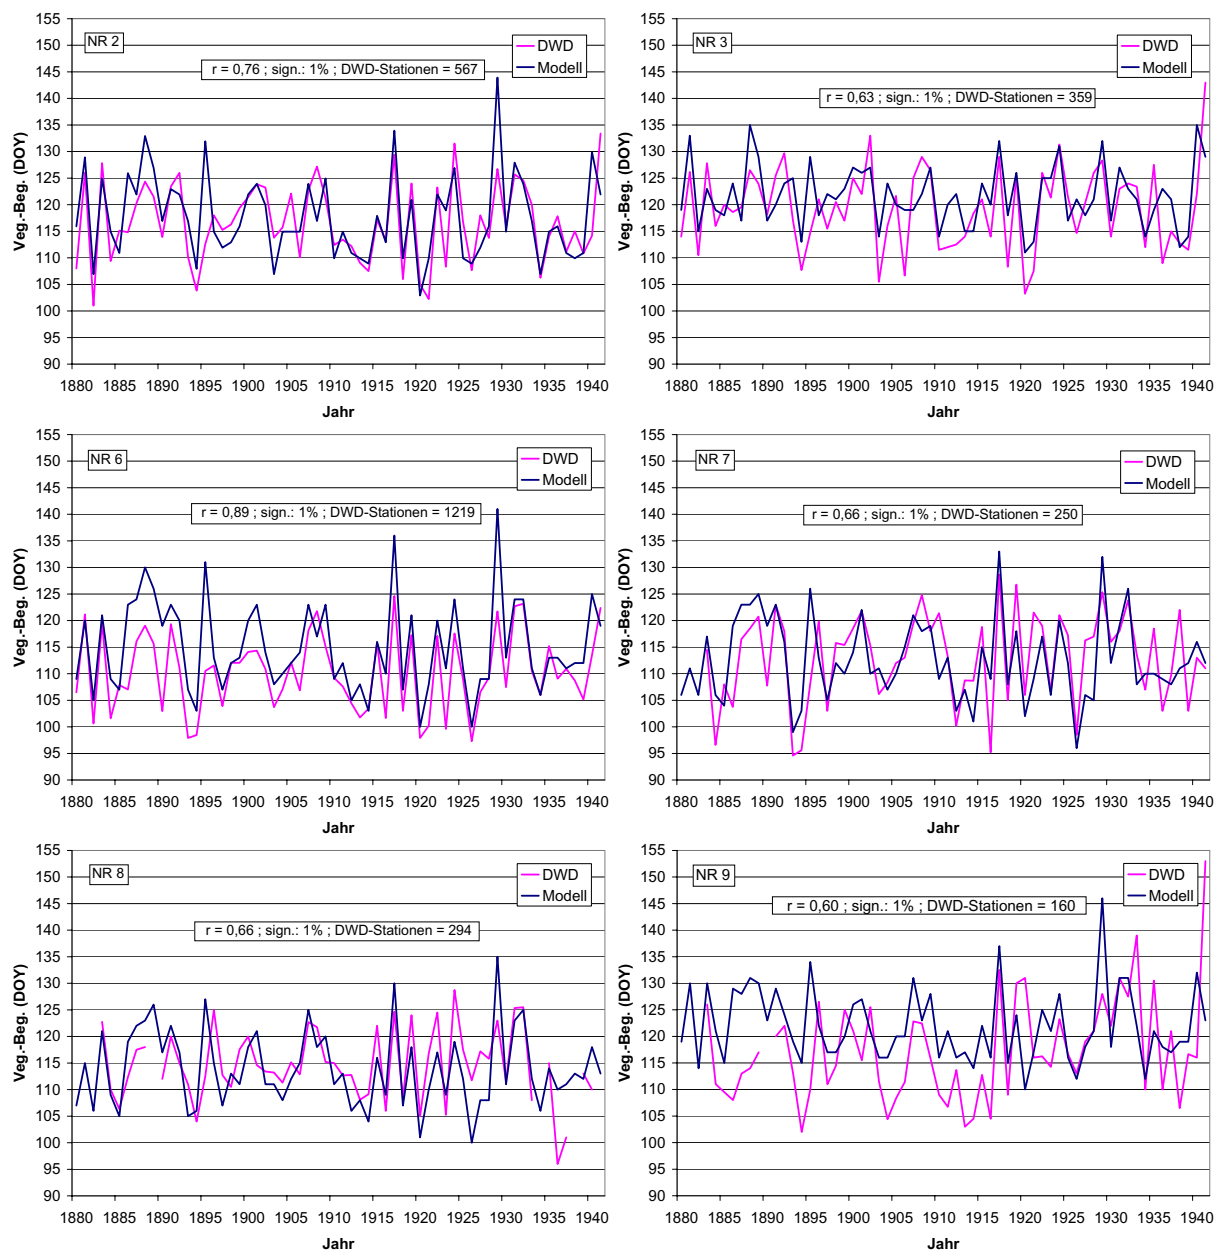 NR 2
DWD
Modell
r = 0,76 ; sign.: 1% ; DWD-Stationen = 567
Veg.-Beg. (DOY)
155
150
145
140
135
130
125
120
115
110
105
100
95
90
1880 1885 1890 1895 1900 1905 1910 1915 1920 1925 1930 1935 1940
Jahr
NR 3
DWD
Modell
r = 0,63 ; sign.: 1% ; DWD-Stationen = 359
Veg.-Beg. (DOY)
155
150
145
140
135
130
125
120
115
110
105
100
95
90
1880 1885 1890 1895 1900 1905 1910 1915 1920 1925 1930 1935 1940
Jahr
NR 6
DWD
Modell
r = 0,89 ; sign.: 1% ; DWD-Stationen = 1219
Veg.-Beg. (DOY)
155
150
145
140
135
130
125
120
115
110
105
100
95
90
1880 1885 1890 1895 1900 1905 1910 1915 1920 1925 1930 1935 1940
Jahr
NR 7
DWD
Modell
r = 0,66 ; sign.: 1% ; DWD-Stationen = 250
Veg.-Beg. (DOY)
155
150
145
140
135
130
125
120
115
110
105
100
95
90
1880 1885 1890 1895 1900 1905 1910 1915 1920 1925 1930 1935 1940
Jahr
NR 8
DWD
Modell
r = 0,66 ; sign.: 1% ; DWD-Stationen = 294
Veg.-Beg. (DOY)
155
150
145
140
135
130
125
120
115
110
105
100
95
90
1880 1885 1890 1895 1900 1905 1910 1915 1920 1925 1930 1935 1940
Jahr
NR 9
DWD
Modell
r = 0,60 ; sign.: 1% ; DWD-Stationen = 160
Veg.-Beg. (DOY)
155
150
145
140
135
130
125
120
115
110
105
100
95
90
1880 1885 1890 1895 1900 1905 1910 1915 1920 1925 1930 1935 1940
Jahr